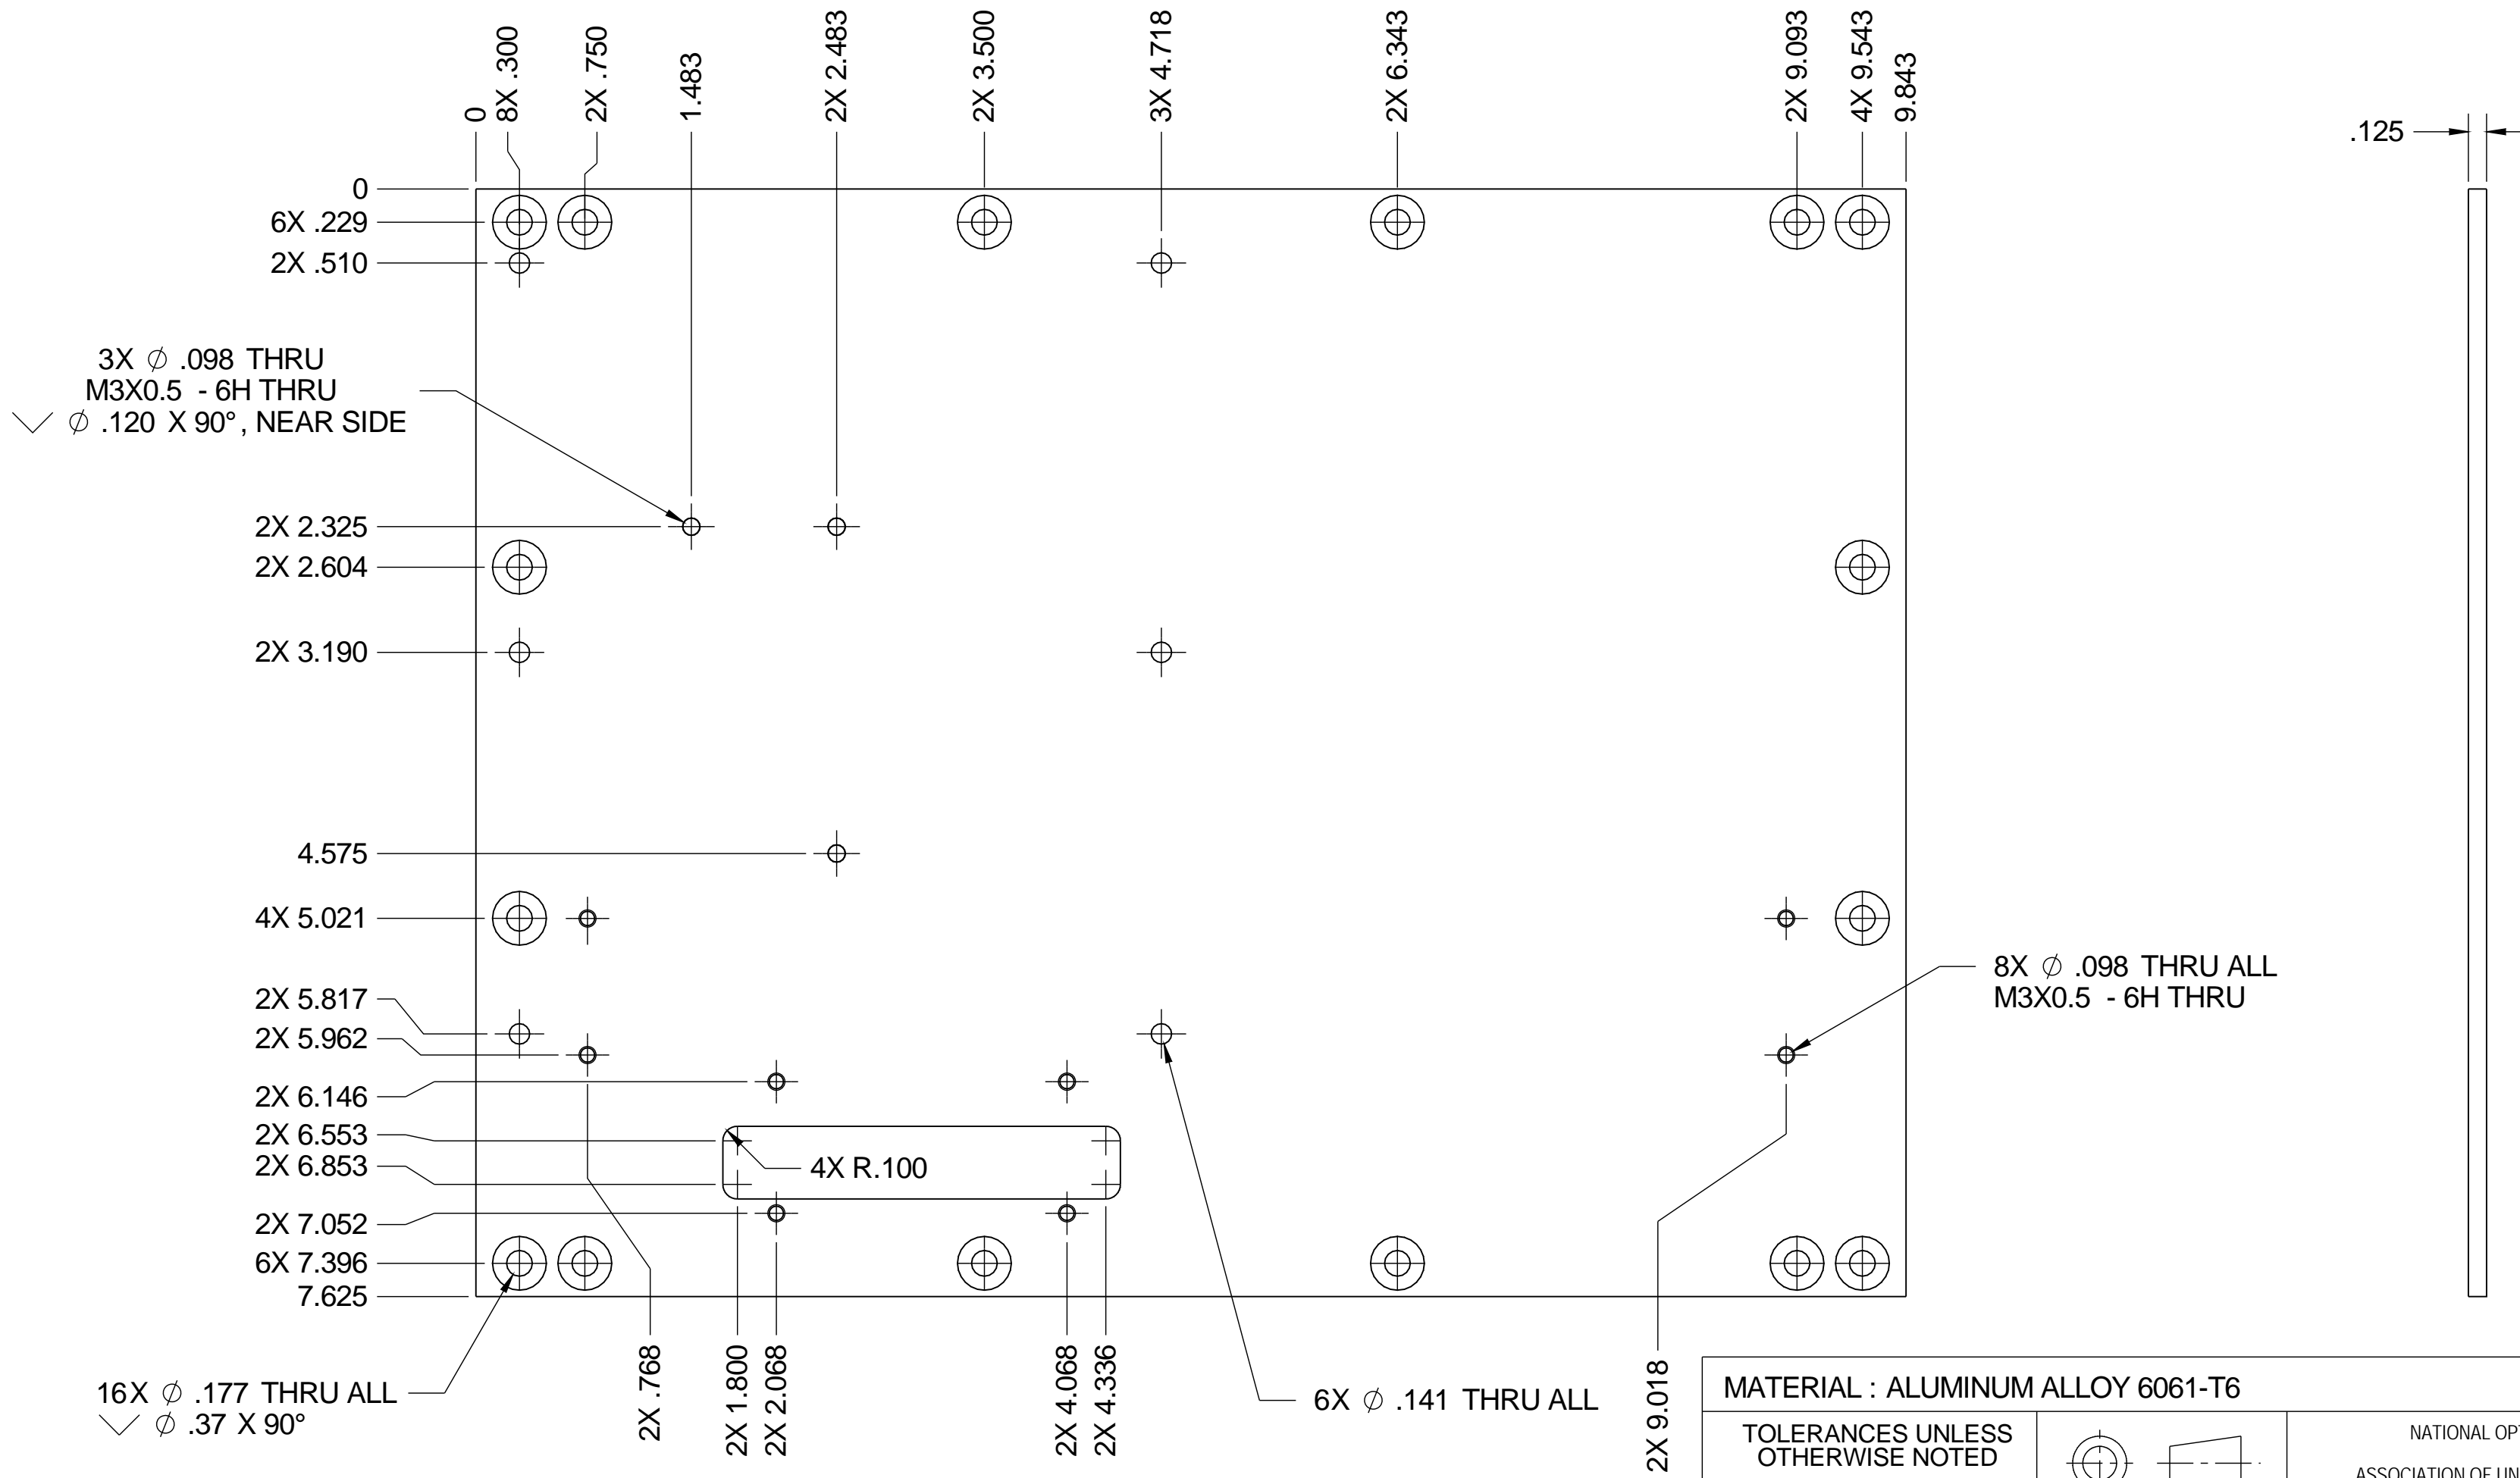 0
8X .300
2X .750
1.483
2X 2.483
2X 3.500
3X 4.718
2X 6.343
2X 9.093
4X 9.543
9.843
.125
0
6X .229
2X .510
3X ∅ .098 THRU
M3X0.5 - 6H THRU
⌵ ∅ .120 X 90°, NEAR SIDE
2X 2.325
2X 2.604
2X 3.190
4.575
4X 5.021
2X 5.817
2X 5.962
2X 6.146
2X 6.553
2X 6.853
2X 7.052
6X 7.396
7.625
8X ∅ .098 THRU ALL
M3X0.5 - 6H THRU
4X R.100
16X ∅ .177 THRU ALL
⌵ ∅ .37 X 90°
2X .768
2X 1.800
2X 2.068
2X 4.068
2X 4.336
6X ∅ .141 THRU ALL
2X 9.018
MATERIAL : ALUMINUM ALLOY 6061-T6
TOLERANCES UNLESS
OTHERWISE NOTED
NATIONAL OPT
ASSOCIATION OF UN